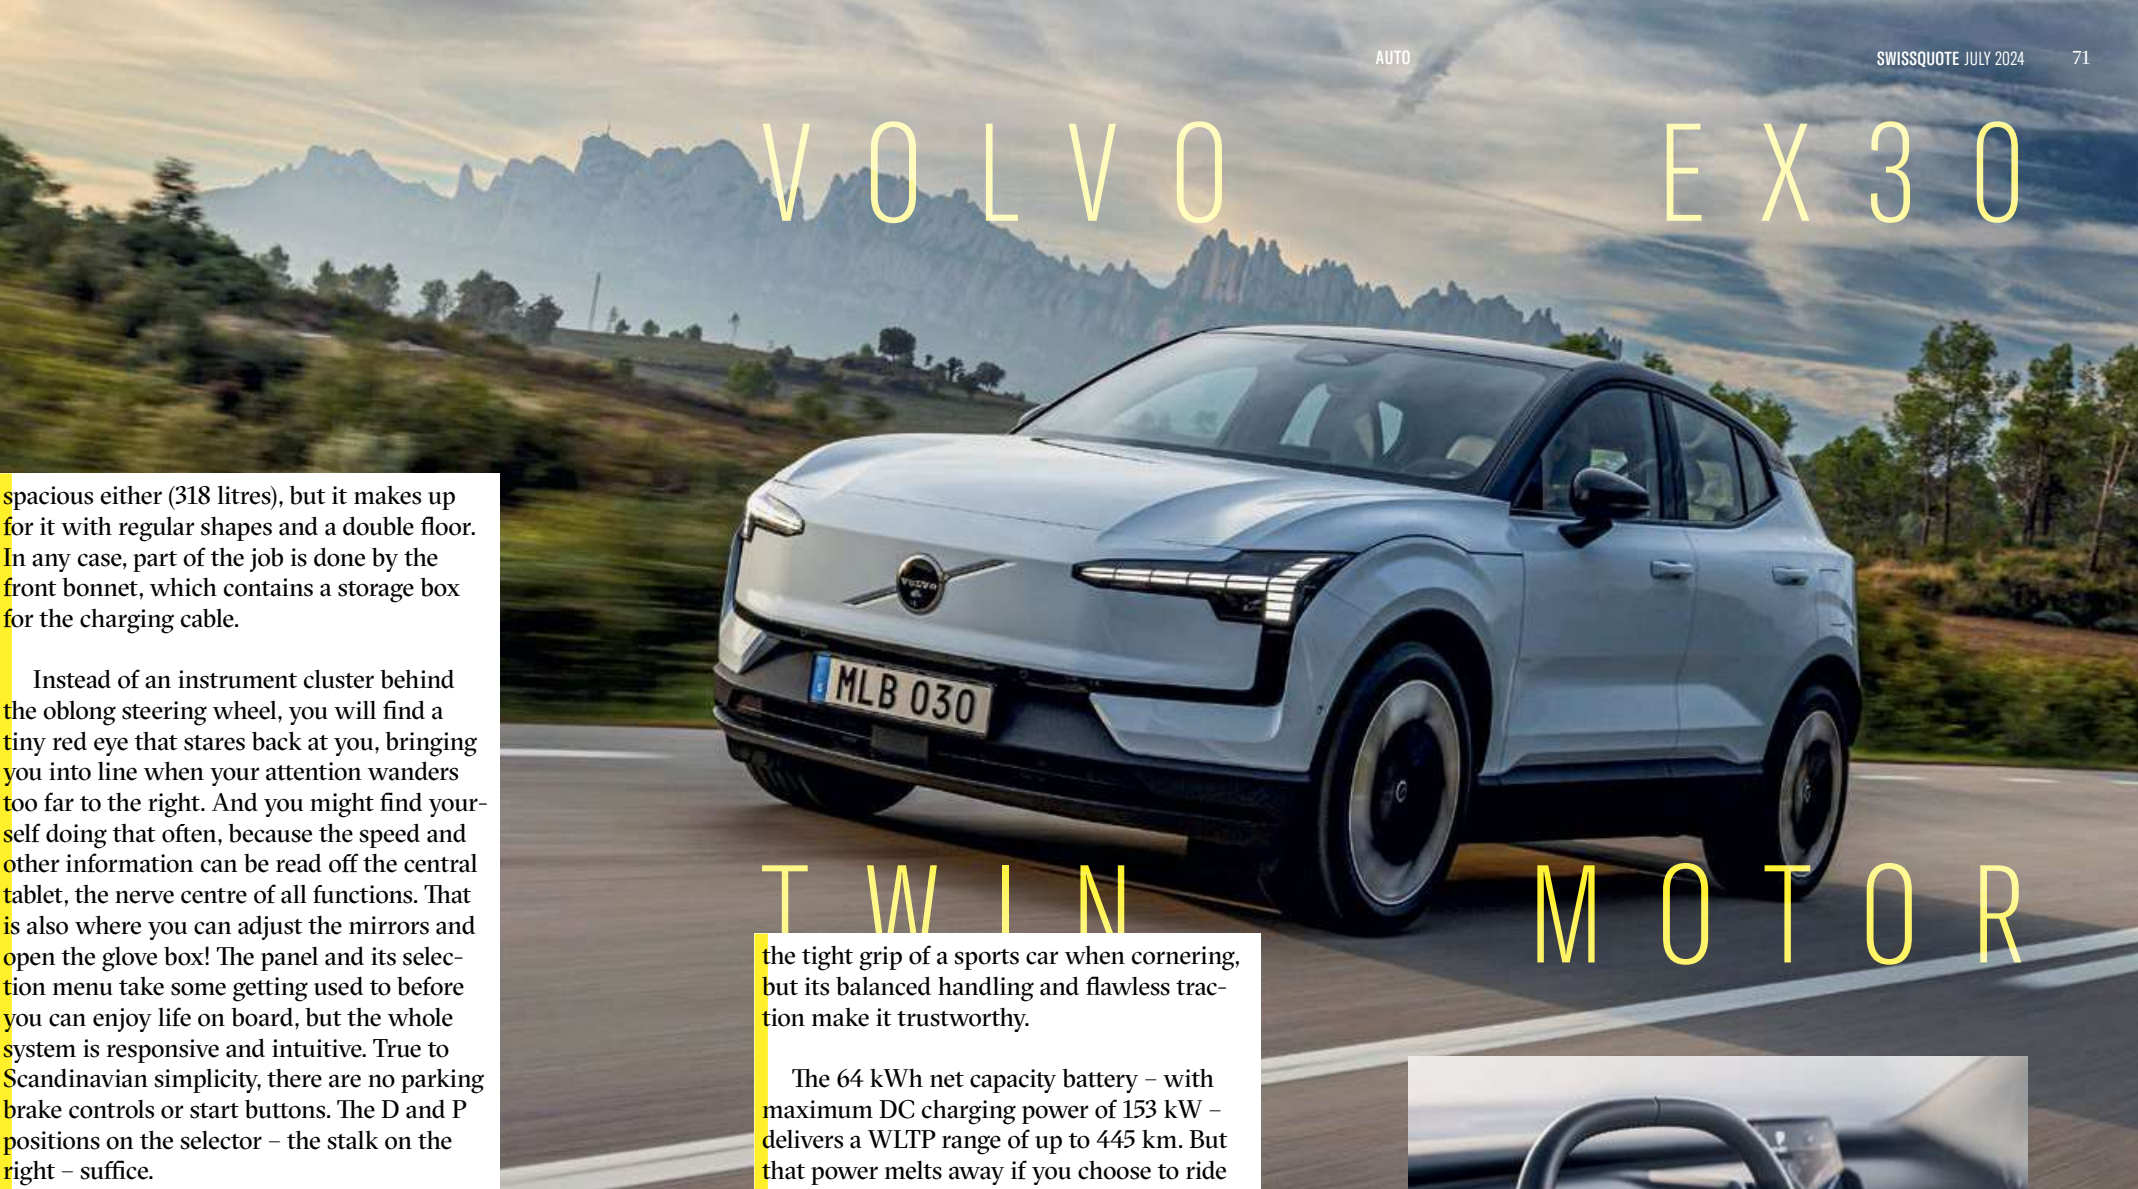 AUTO
SWISSQUOTE JULY 2024 71
VOLVO EX30
spacious either (318 litres), but it makes up
for it with regular shapes and a double floor.
In any case, part of the job is done by the
front bonnet, which contains a storage box
for the charging cable.
Instead of an instrument cluster behind
the oblong steering wheel, you will find a
tiny red eye that stares back at you, bringing
you into line when your attention wanders
too far to the right. And you might find your-
self doing that often, because the speed and
other information can be read off the central
tablet, the nerve centre of all functions. That
is also where you can adjust the mirrors and
open the glove box! The panel and its selec-
tion menu take some getting used to before
you can enjoy life on board, but the whole
system is responsive and intuitive. True to
Scandinavian simplicity, there are no parking
brake controls or start buttons. The D and P
positions on the selector – the stalk on the
right – suffice.
VOLVO
MLB 030
TWIN MOTOR
the tight grip of a sports car when cornering,
but its balanced handling and flawless trac-
tion make it trustworthy.
The 64 kWh net capacity battery – with
maximum DC charging power of 153 kW –
delivers a WLTP range of up to 445 km. But
that power melts away if you choose to ride